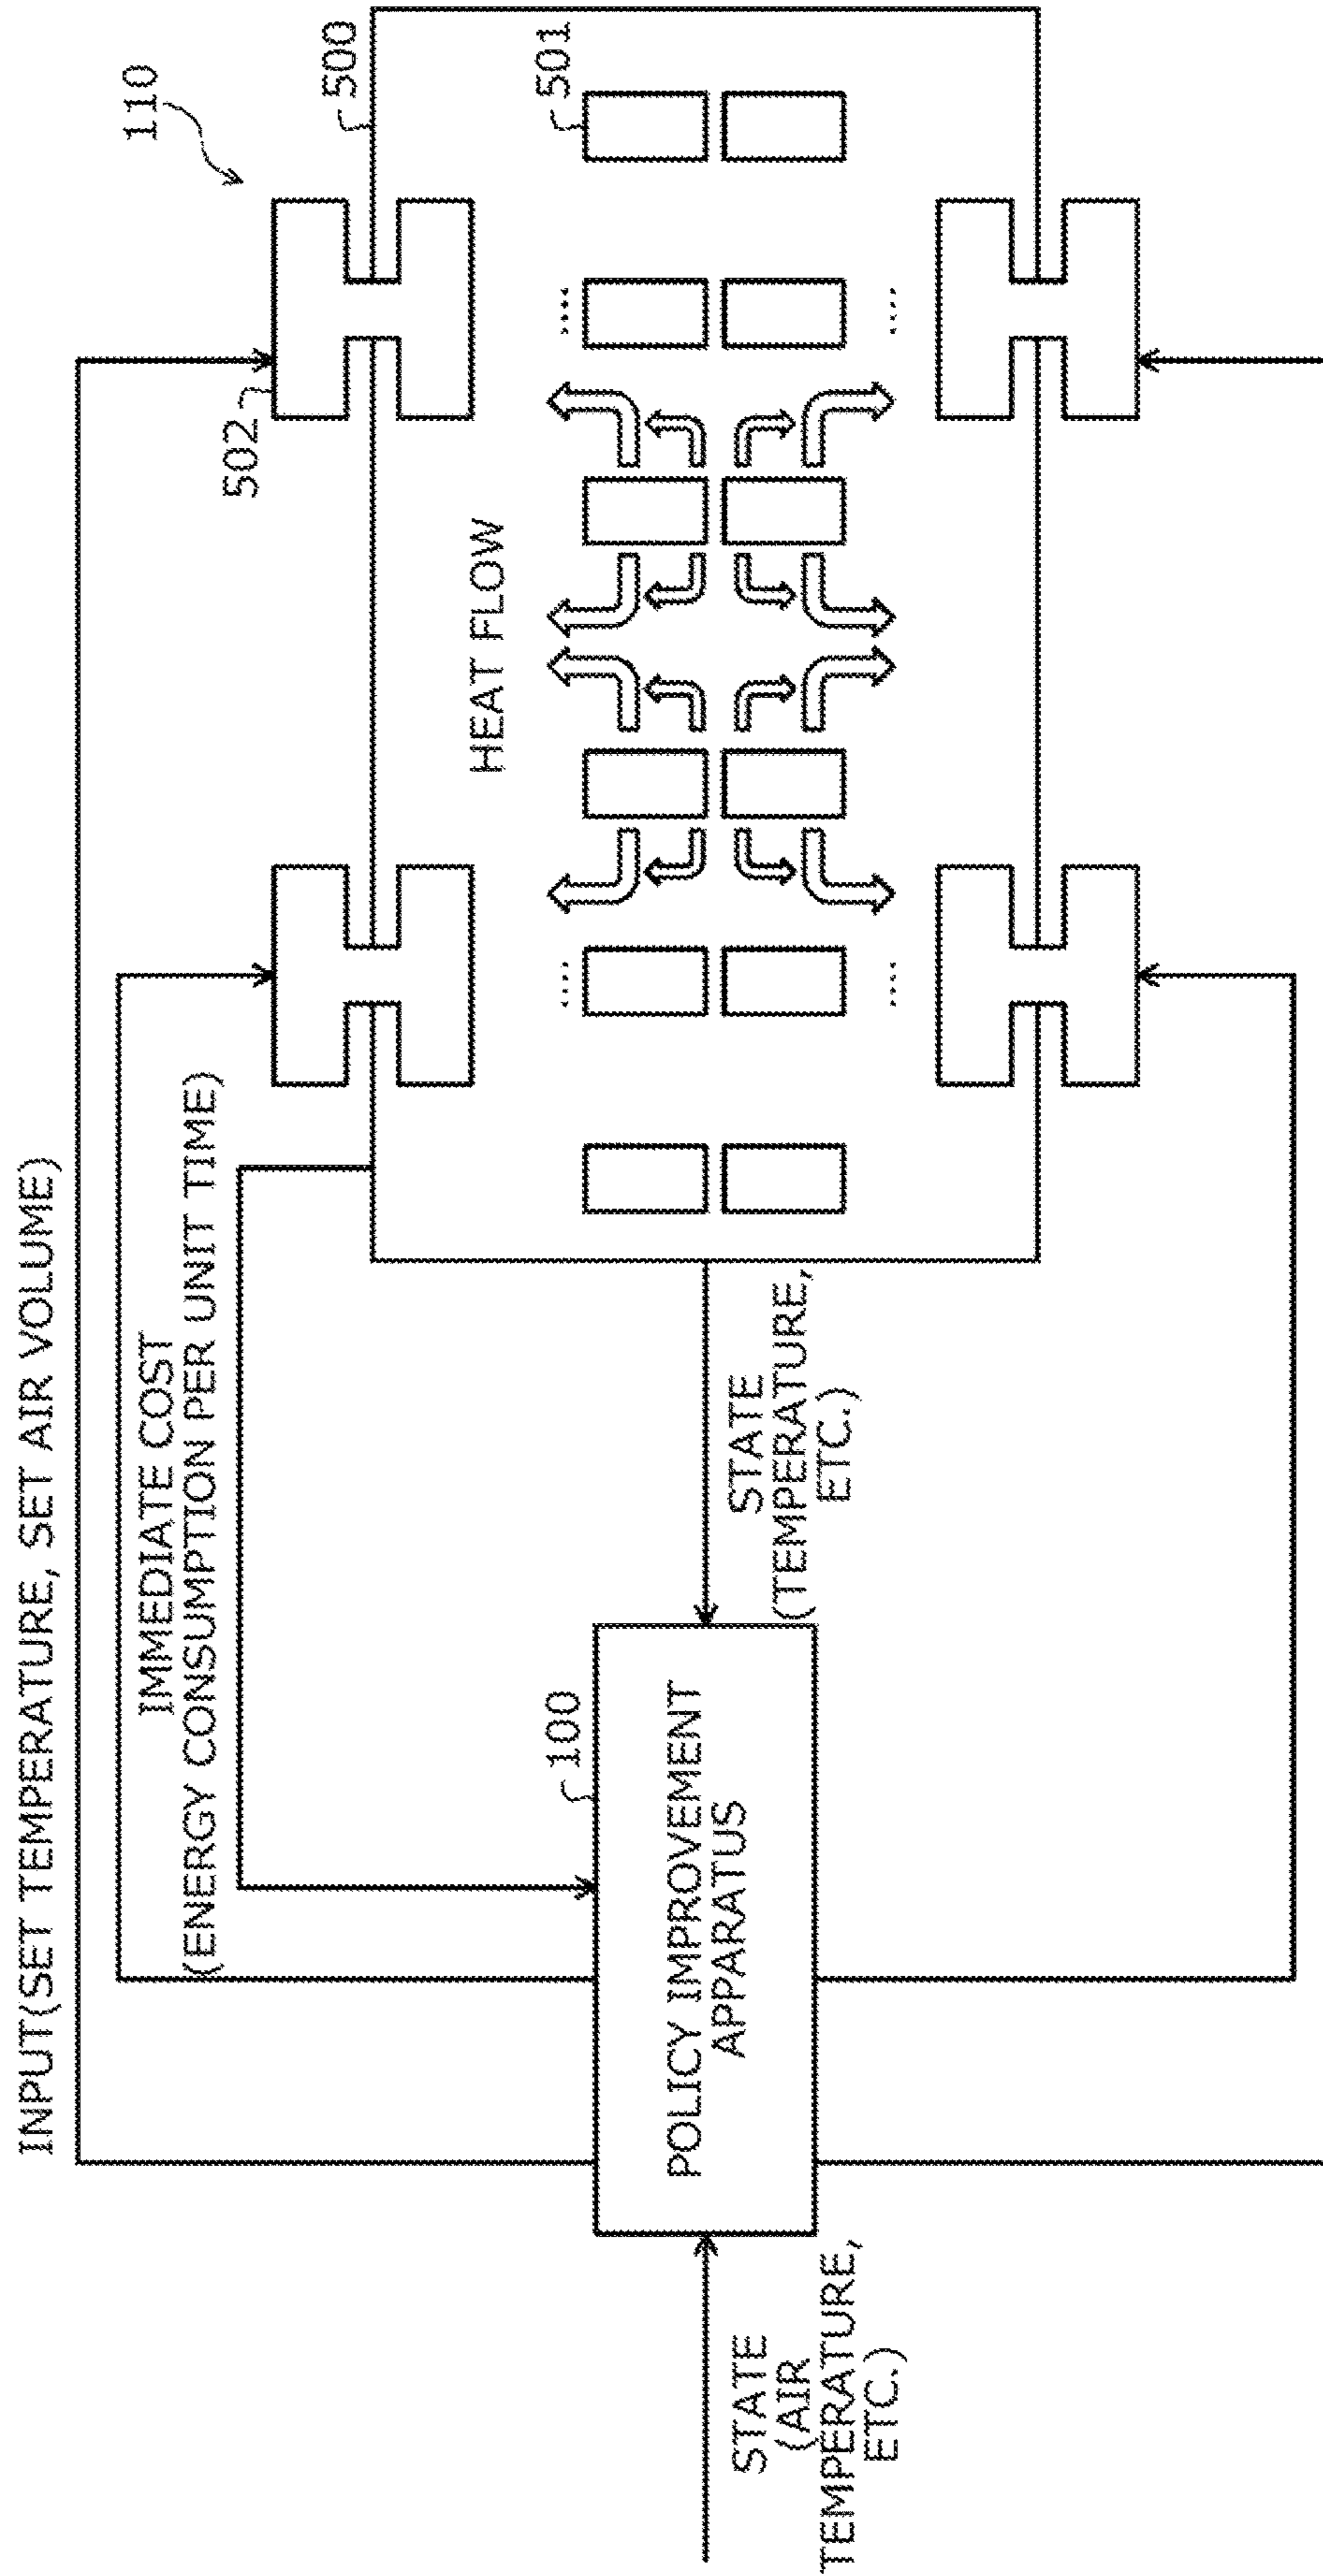 INPUT(SET TEMPERATURE, SET AIR VOLUME)
IMMEDIATE COST
(ENERGY CONSUMPTION PER UNIT TIME)
110
502
500
HEAT FLOW
501
....
....
100
POLICY IMPROVEMENT
APPARATUS
STATE
(TEMPERATURE,
ETC.)
STATE
(AIR
TEMPERATURE,
ETC.)
....
....